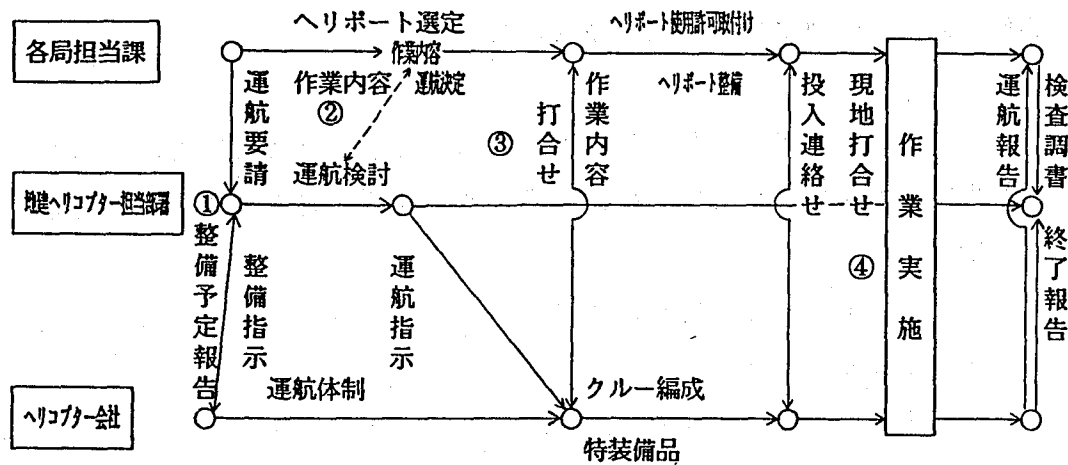 ヘリポート選定
ヘリポート使用許可取付け
各局担当課
作業内容
運航決定
運航要請
作業内容
②
運航検討
③
打合せ
作業内容
ヘリポート整備
投入連絡せ
現地打合せ
作業実施
運航報告
検査調書
地建ヘリコプター担当部署
①
整備予定報告
整備指示
運航指示
④
終了報告
運航体制
クルー編成
ヘリコプター会社
特装備品